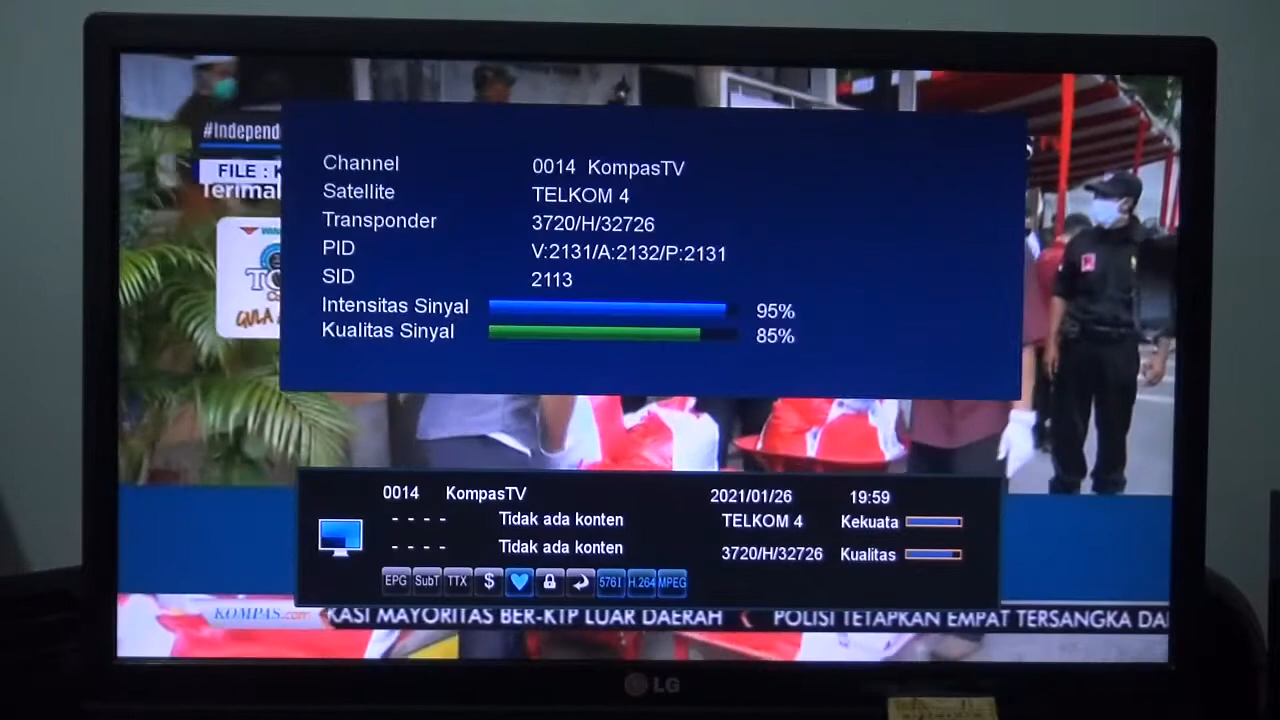 #Independ
FILE : K
Terimal
TO
GULA
Channel 0014 KompasTV
Satellite TELKOM 4
Transponder 3720/H/32726
PID V:2131/A:2132/P:2131
SID 2113
Intensitas Sinyal 95%
Kualitas Sinyal 85%
0014 KompasTV 2021/01/26 19:59
- - - - Tidak ada konten TELKOM 4 Kekuata
- - - - Tidak ada konten 3720/H/32726 Kualitas
EPG SubT TTX $ 576I H.264 MPEG
KOMPAS.com KASI MAYORITAS BER-KTP LUAR DAERAH POLISI TETAPKAN EMPAT TERSANGKA DA
LG